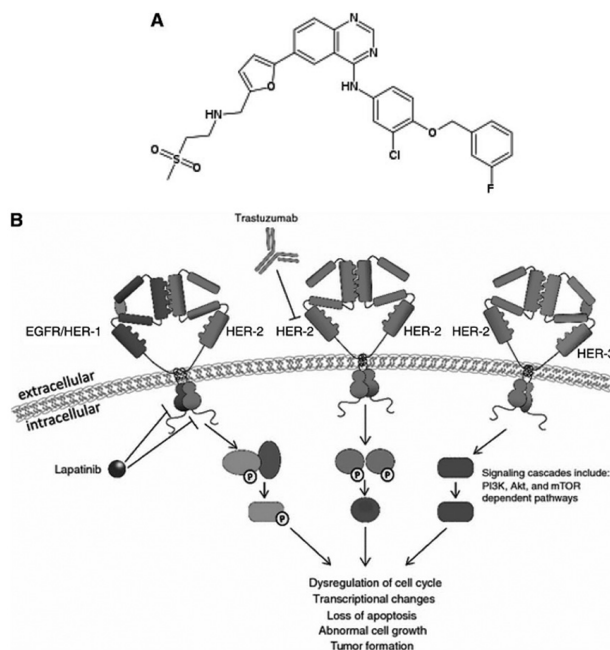 A
N
N
O
HN
HN
O
S
O
O
Cl
F
B
Trastuzumab
EGFR/HER-1
HER-2
HER-2
HER-2
HER-2
HER-3
extracellular
intracellular
Lapatinib
P
P
P
P
Signaling cascades include:
PI3K, Akt, and mTOR
dependent pathways
Dysregulation of cell cycle
Transcriptional changes
Loss of apoptosis
Abnormal cell growth
Tumor formation